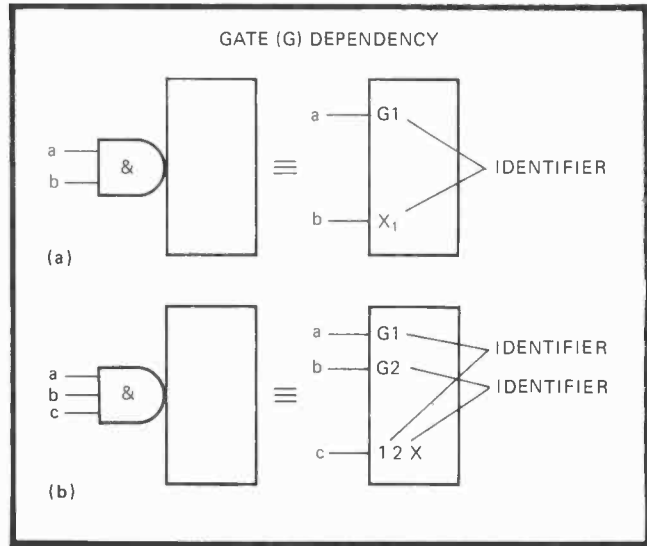 GATE (G) DEPENDENCY
a
b
&
≡
a
G1
b
X₁
IDENTIFIER
(a)
a
b
c
&
≡
a
G1
b
G2
c
1 2 X
IDENTIFIER
IDENTIFIER
(b)